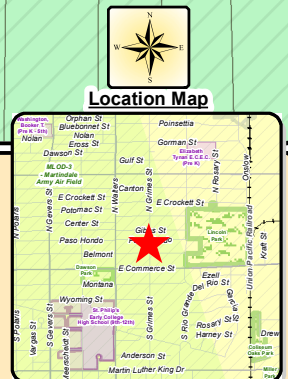 N
W
E
S
Location Map
Washington,
Booker T.
(Pre K - 5th)
Nolan
Orphan St
Bluebonnet St
Nolan
Eross St
Dawson St
Poinsettia
Gorman St
Elizabeth
Tynan E.C.E.C.
(Pre K)
MLOD-3
- Martindale
Army Air Field
Gulf St
Canton
N Walters
N Grimes St
N Rosary St
Onslow
E Crockett St
E Crockett St
Potomac St
Center St
Paso Hondo
Belmont
N Polaris
N Gevers St
Gibbs St
Lincoln
Park
Union Pacific Railroad
Kraft St
Dawson
Park
E Commerce St
Montana
Ezell
Del Rio St
S Rio Grande
Wyoming St
St. Philip's
Early College
High School (9th-12th)
S Polaris
Vargas St
S Gevers St
S Grimes St
Rosary St
Harvey St
Drew
Coliseum
Oaks Park
Anderson St
Martin Luther King Dr
Miller
Park